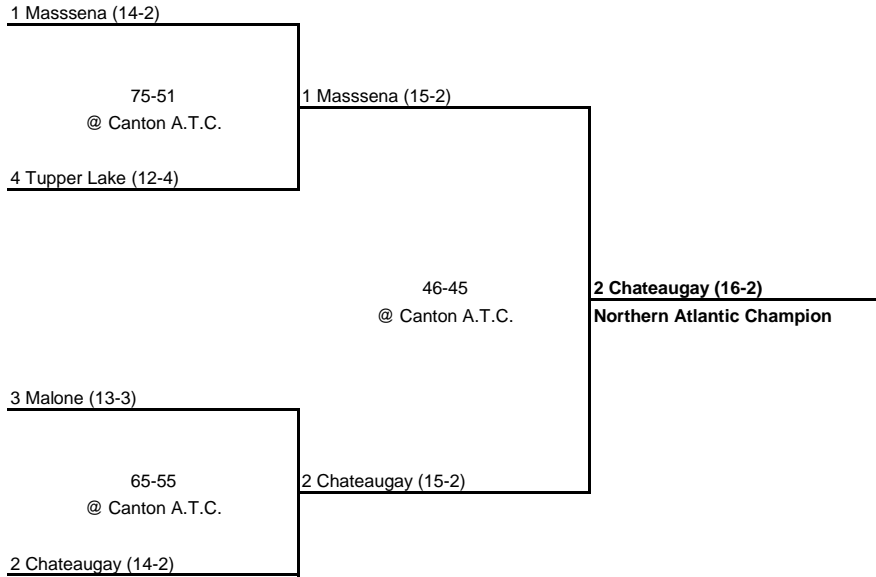 1 Masssena (14-2)
75-51
@ Canton A.T.C.
1 Masssena (15-2)
4 Tupper Lake (12-4)
46-45
@ Canton A.T.C.
2 Chateaugay (16-2)
Northern Atlantic Champion
3 Malone (13-3)
65-55
@ Canton A.T.C.
2 Chateaugay (15-2)
2 Chateaugay (14-2)